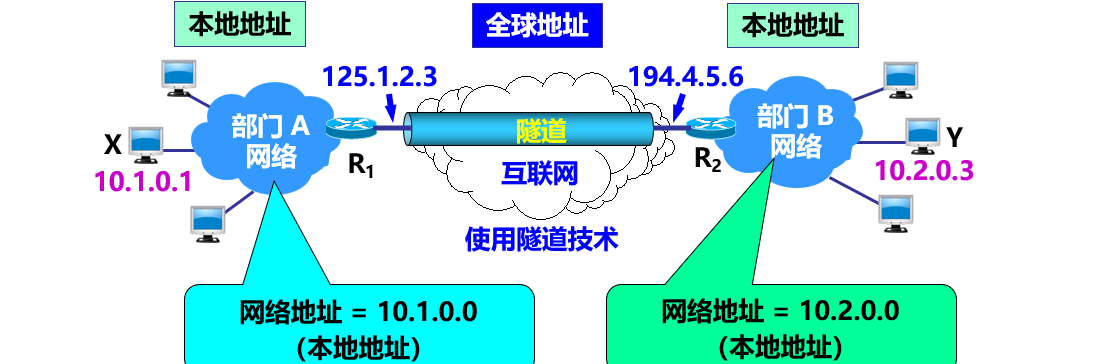 本地地址
全球地址
本地地址
125.1.2.3
194.4.5.6
部门 A
网络
隧道
部门 B
网络
X
Y
R1
R2
10.1.0.1
互联网
10.2.0.3
使用隧道技术
网络地址 = 10.1.0.0
（本地地址）
网络地址 = 10.2.0.0
（本地地址）